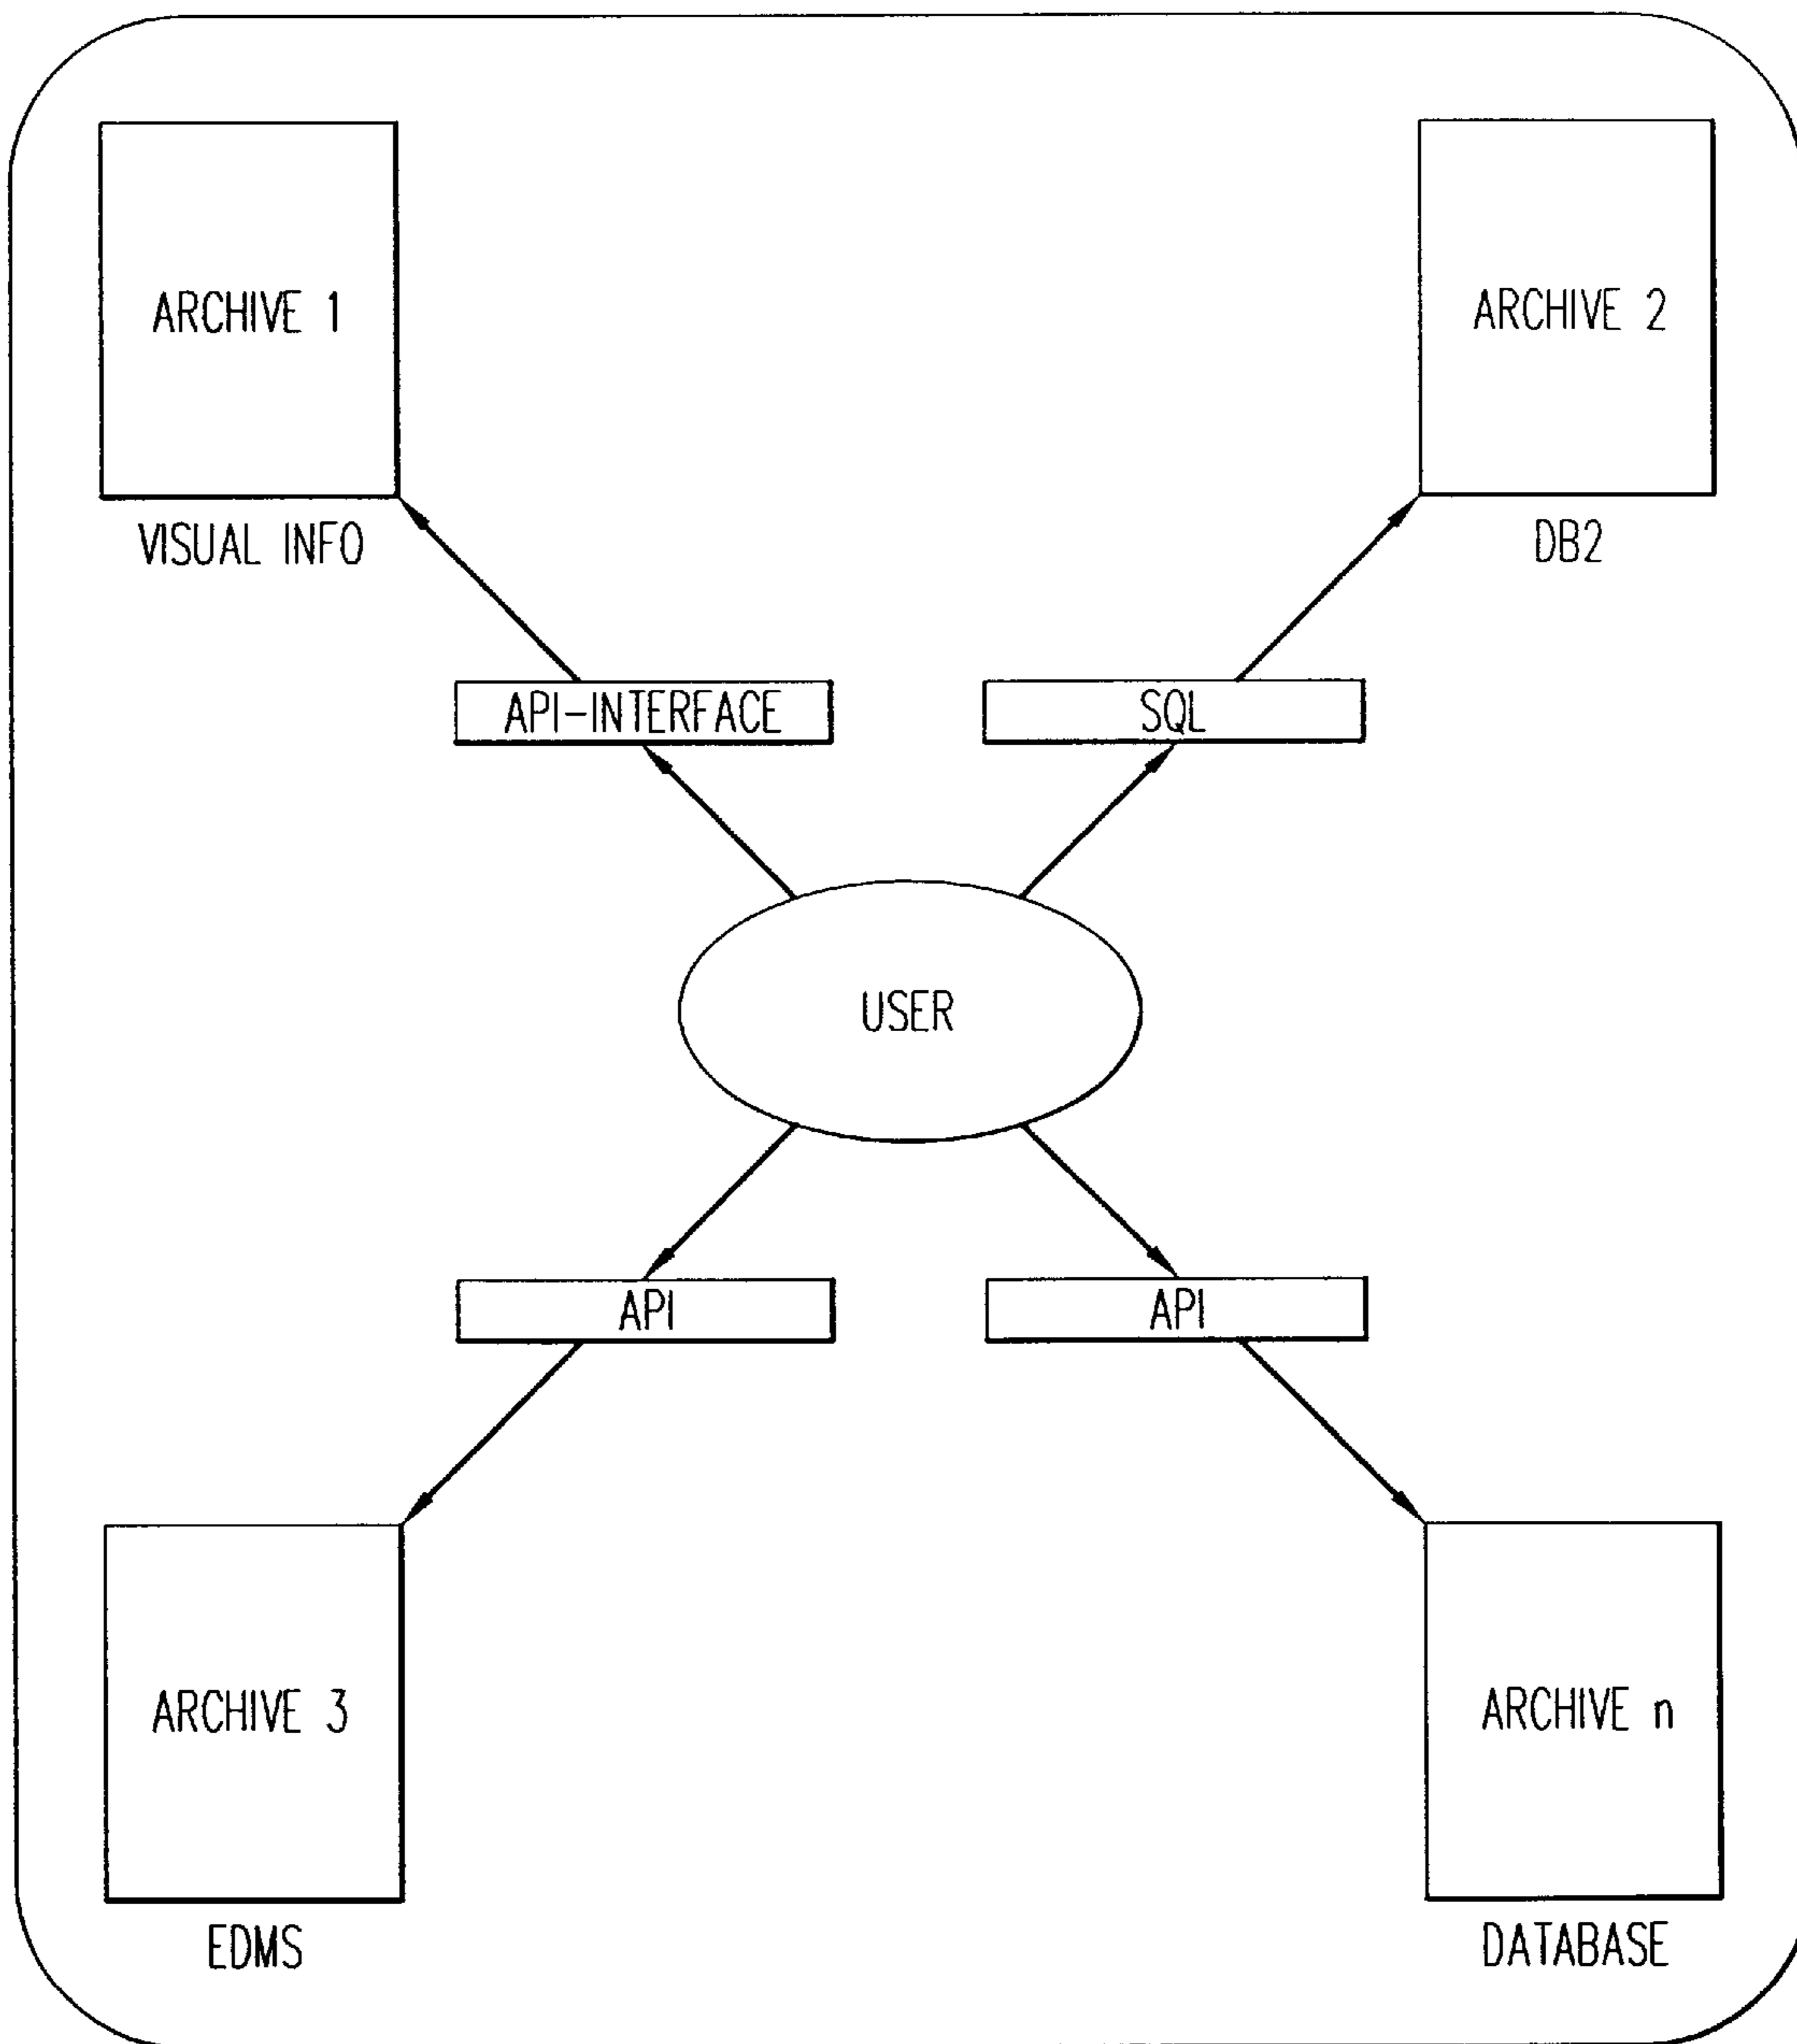 ARCHIVE 1
ARCHIVE 2
VISUAL INFO
DB2
API-INTERFACE
SQL
USER
API
API
ARCHIVE 3
ARCHIVE n
EDMS
DATABASE